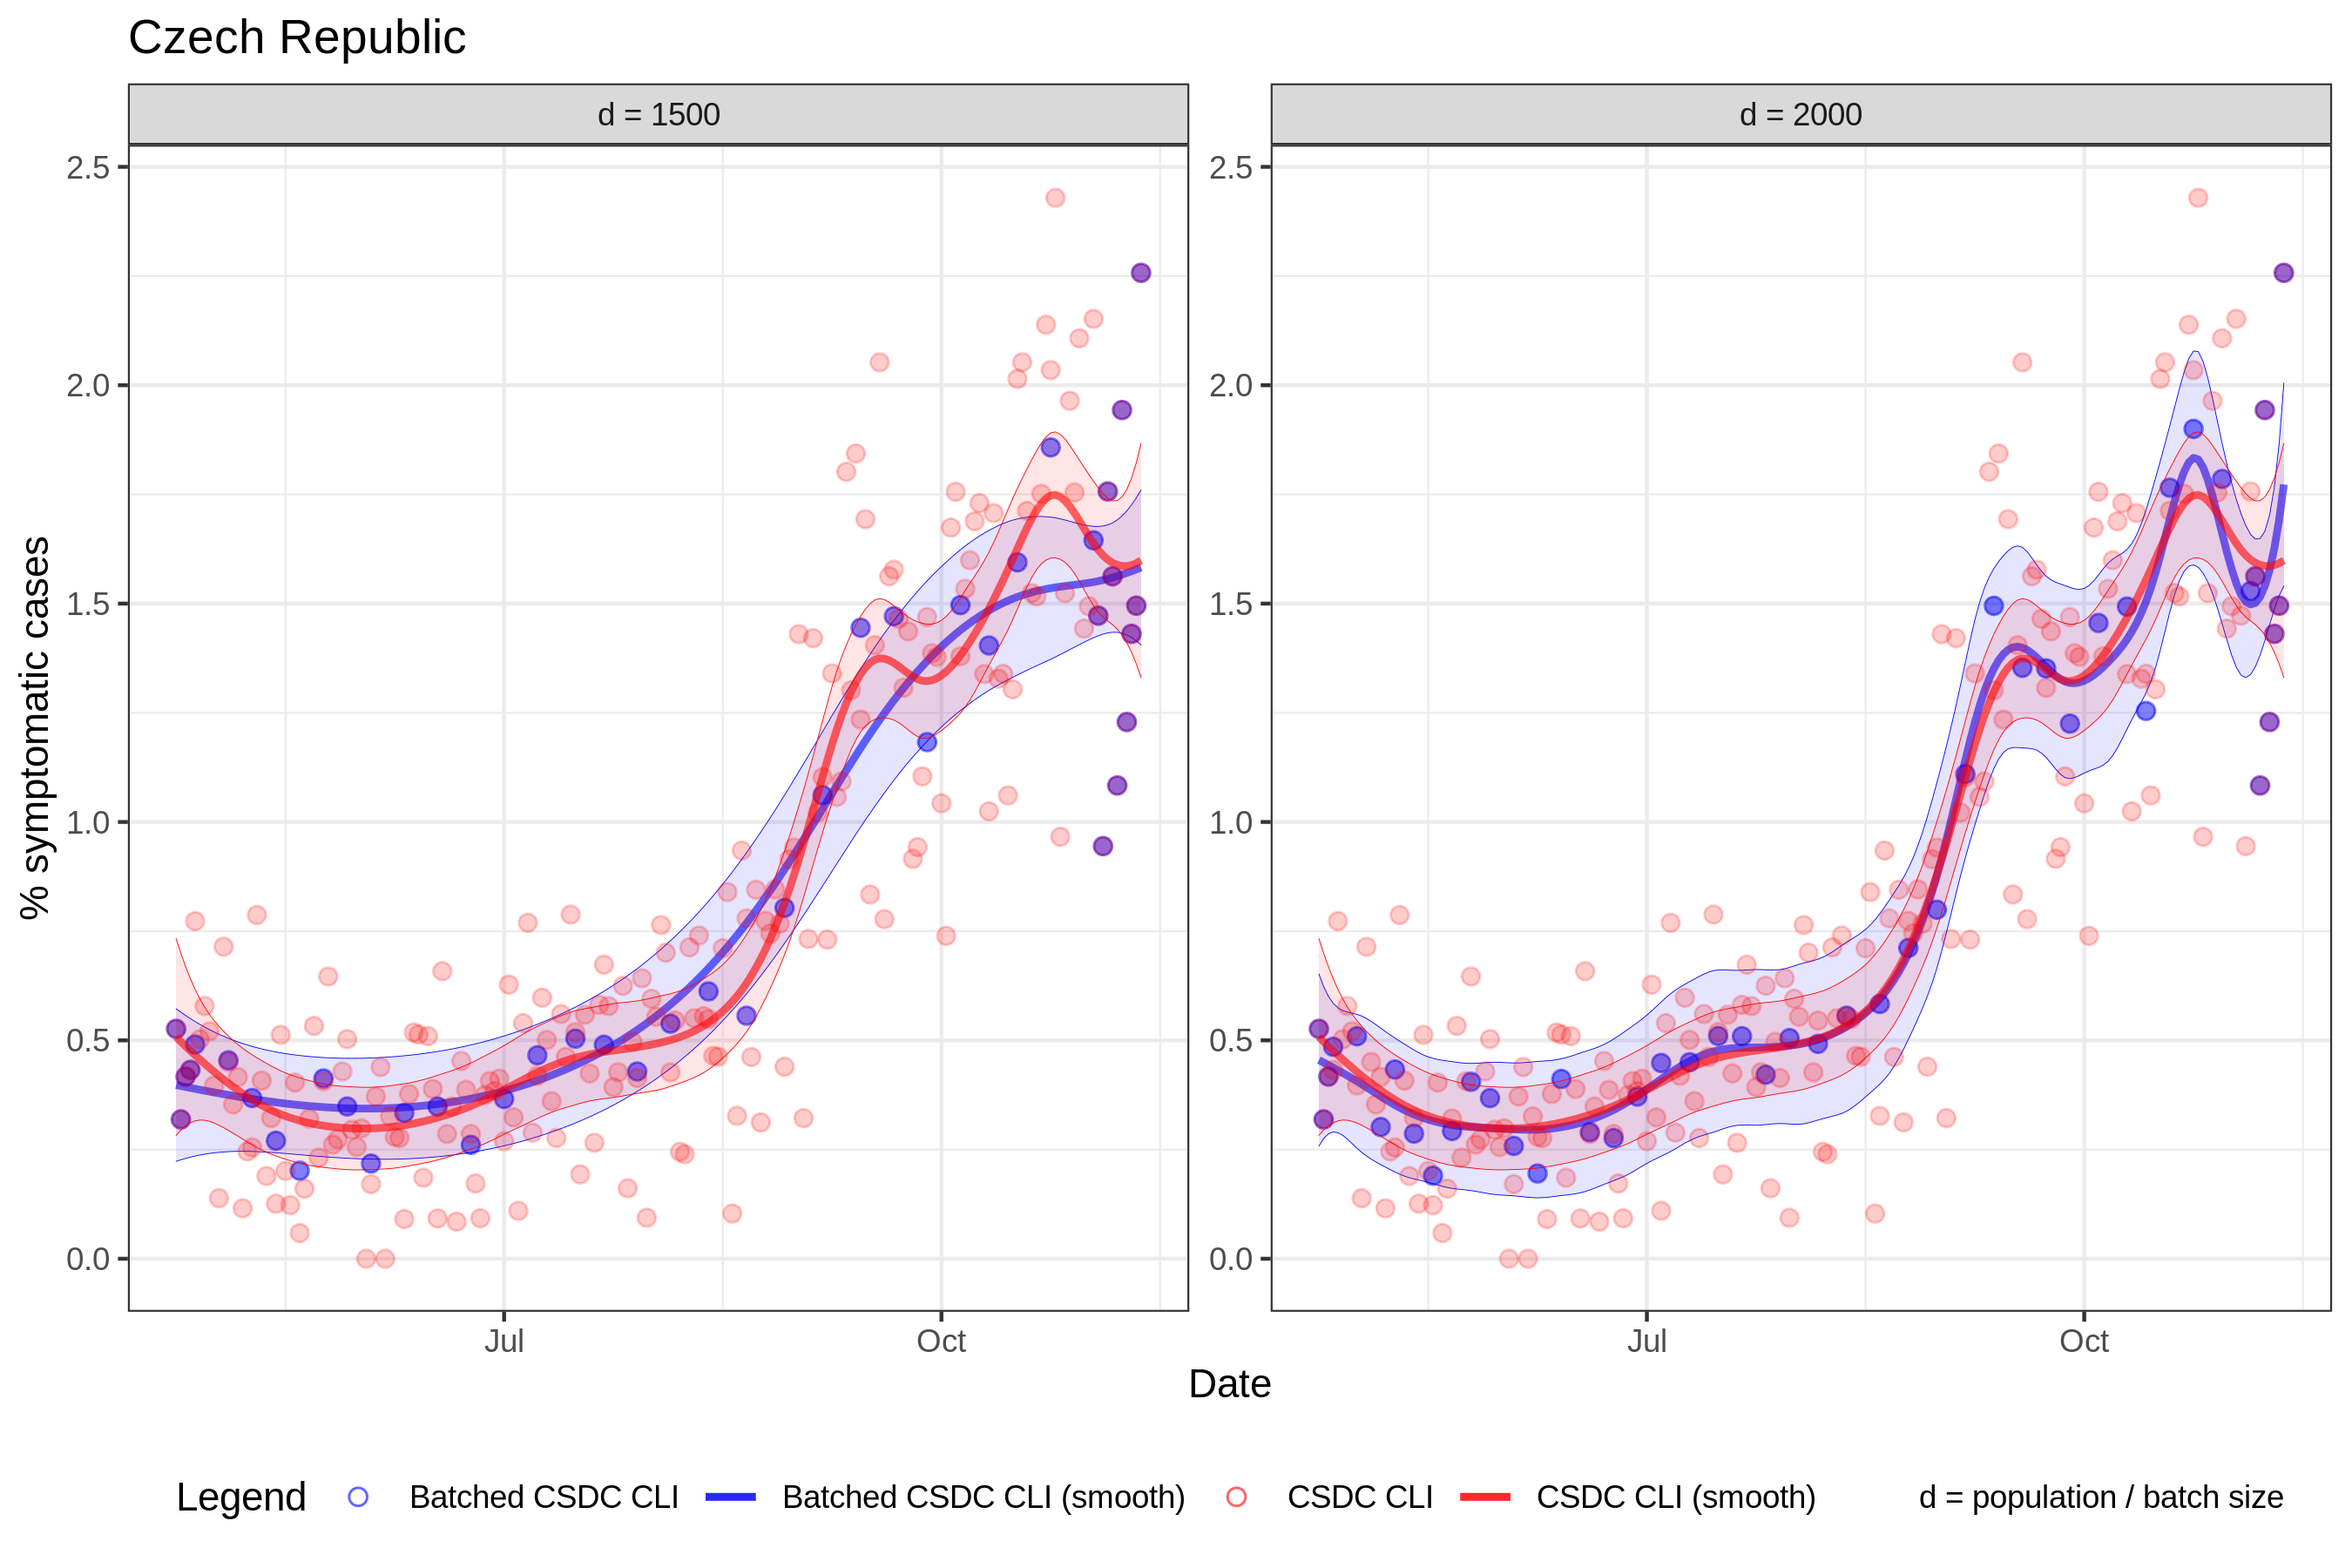 Czech Republic
d = 1500
d = 2000
% symptomatic cases
2.5
2.0
1.5
1.0
0.5
0.0
2.5
2.0
1.5
1.0
0.5
0.0
Jul
Oct
Jul
Oct
Date
Legend Batched CSDC CLI Batched CSDC CLI (smooth) CSDC CLI CSDC CLI (smooth) d = population / batch size